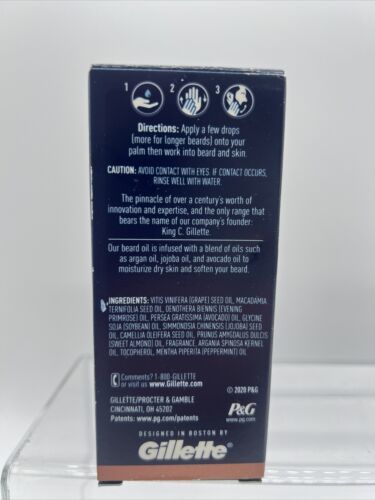 1 2 3
Directions: Apply a few drops
(more for longer beards) onto your
palm then work into beard and skin.
CAUTION: AVOID CONTACT WITH EYES. IF CONTACT OCCURS,
RINSE WELL WITH WATER.
The pinnacle of over a century's worth of
innovation and expertise, and the only range that
bears the name of our company's founder:
King C. Gillette.
Our beard oil is infused with a blend of oils such
as argan oil, jojoba oil, and avocado oil to
moisturize dry skin and soften your beard.
INGREDIENTS: VITIS VINIFERA (GRAPE) SEED OIL, MACADAMIA
TERNIFOLIA SEED OIL, OENOTHERA BIENNIS (EVENING
PRIMROSE) OIL, PERSEA GRATISSIMA (AVOCADO) OIL, GLYCINE
SOJA (SOYBEAN) OIL, SIMMONDSIA CHINENSIS (JOJOBA) SEED
OIL, CAMELLIA OLEIFERA SEED OIL, PRUNUS AMYGDALUS DULCIS
(SWEET ALMOND) OIL, FRAGRANCE, ARGANIA SPINOSA KERNEL
OIL, TOCOPHEROL, MENTHA PIPERITA (PEPPERMINT) OIL
Comments? 1-800-GILLETTE
or visit us www.Gillette.com
© 2020 P&G
GILLETTE/PROCTER & GAMBLE
CINCINNATI, OH 45202
Patents: www.pg.com/patents
P&G
www.pg.com
DESIGNED IN BOSTON BY
Gillette®